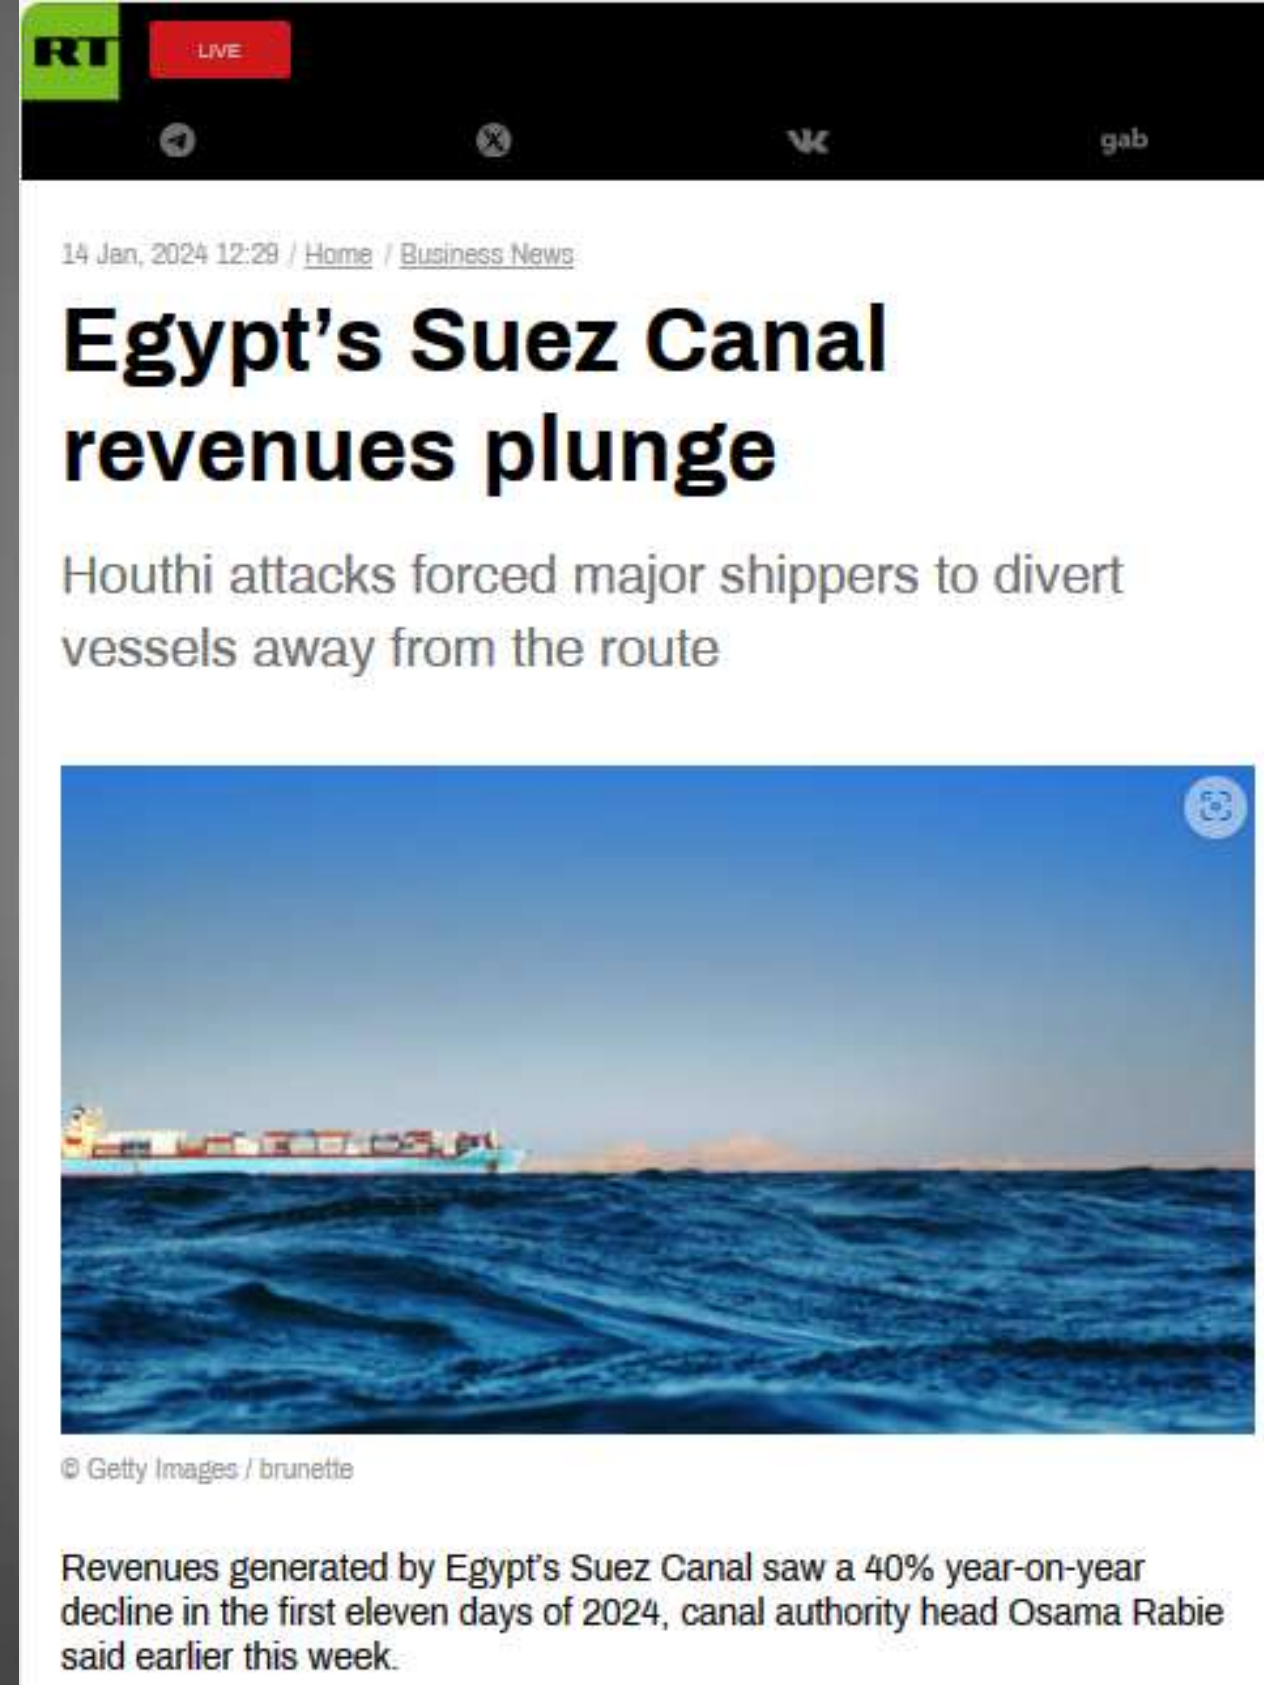 RT
LIVE
gab
14 Jan, 2024 12:29 / Home / Business News
Egypt’s Suez Canal
revenues plunge
Houthi attacks forced major shippers to divert
vessels away from the route
© Getty Images / brunette
Revenues generated by Egypt’s Suez Canal saw a 40% year-on-year
decline in the first eleven days of 2024, canal authority head Osama Rabie
said earlier this week.